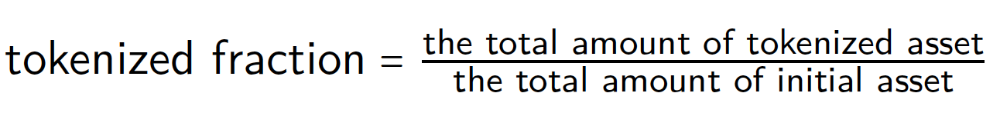 tokenized fraction = the total amount of tokenized asset
the total amount of initial asset